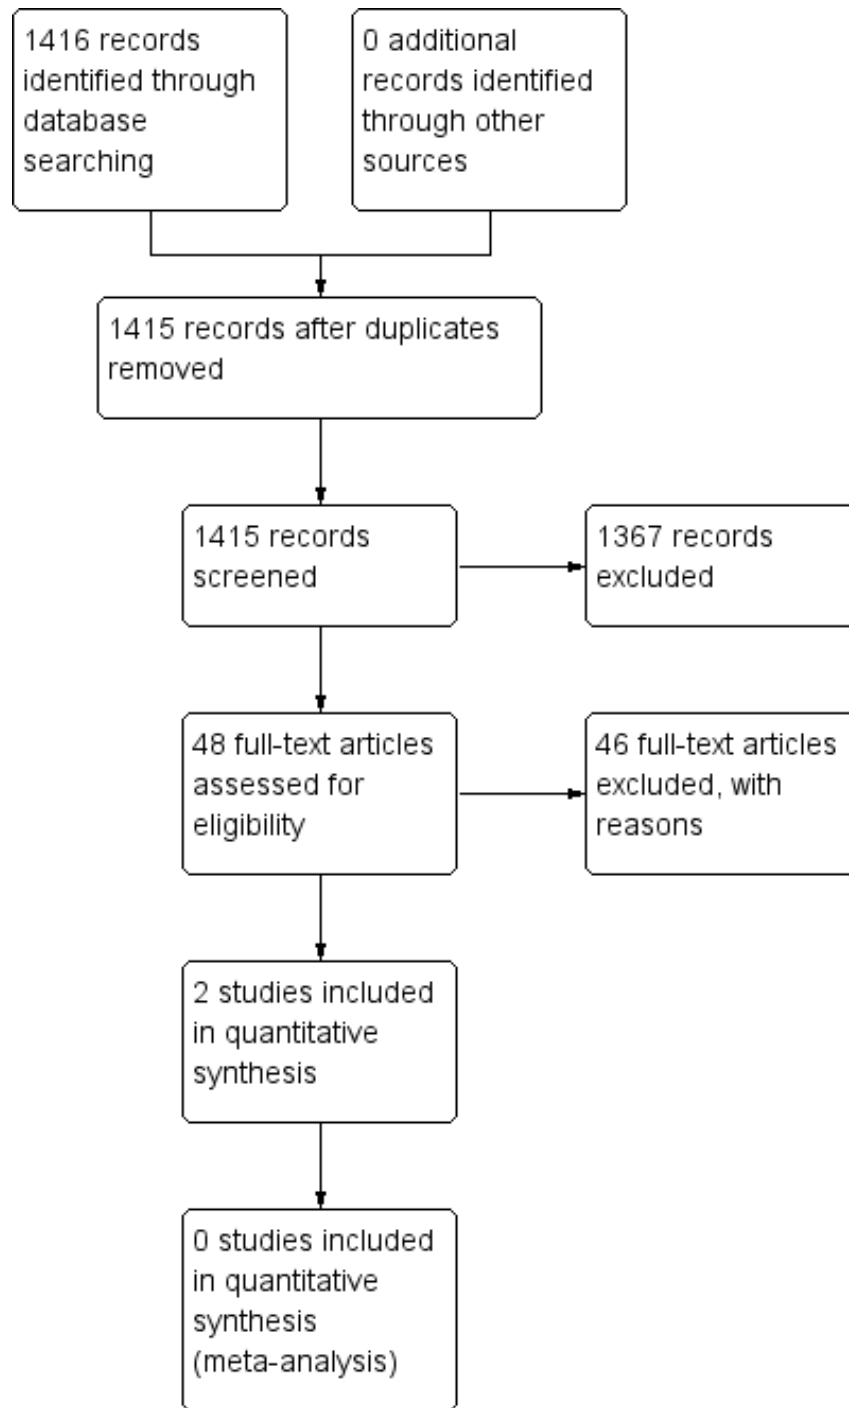 1416 records
identified through
database
searching
0 additional
records identified
through other
sources
1415 records after duplicates
removed
1415 records
screened
1367 records
excluded
48 full-text articles
assessed for
eligibility
46 full-text articles
excluded, with
reasons
2 studies included
in quantitative
synthesis
0 studies included
in quantitative
synthesis
(meta-analysis)